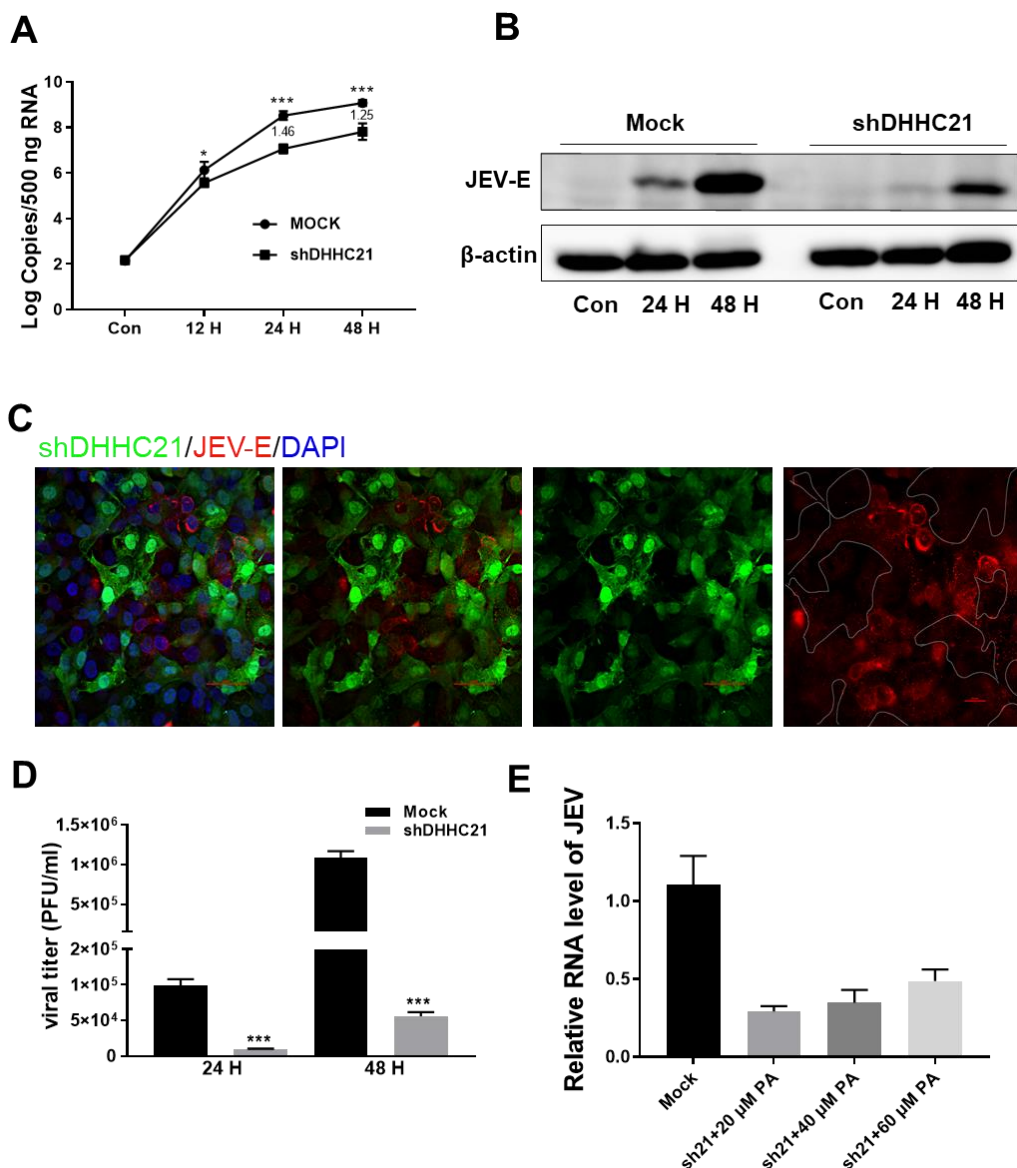 A
Log Copies/500 ng RNA
10
8
6
4
2
0
*
***
***
1.46
1.25
MOCK
shDHHC21
Con
12 H
24 H
48 H
B
Mock
shDHHC21
JEV-E
β-actin
Con
24 H
48 H
Con
24 H
48 H
C
shDHHC21/JEV-E/DAPI
D
viral titer (PFU/ml)
Mock
shDHHC21
1.5×10⁶
1×10⁶
5×10⁵
2×10⁵
1×10⁵
5×10⁴
0
***
***
24 H
48 H
E
Relative RNA level of JEV
1.5
1.0
0.5
0.0
Mock
sh21+20 µM PA
sh21+40 µM PA
sh21+60 µM PA